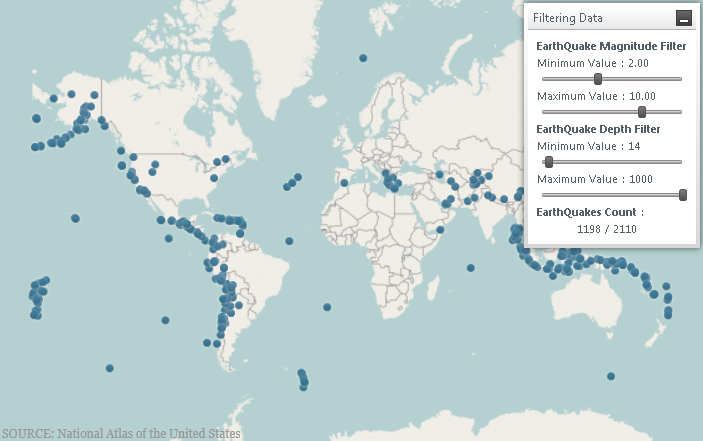 Filtering Data
EarthQuake Magnitude Filter
Minimum Value : 2.00
Maximum Value : 10.00
EarthQuake Depth Filter
Minimum Value : 14
Maximum Value : 1000
EarthQuakes Count :
1198 / 2110
SOURCE: National Atlas of the United States